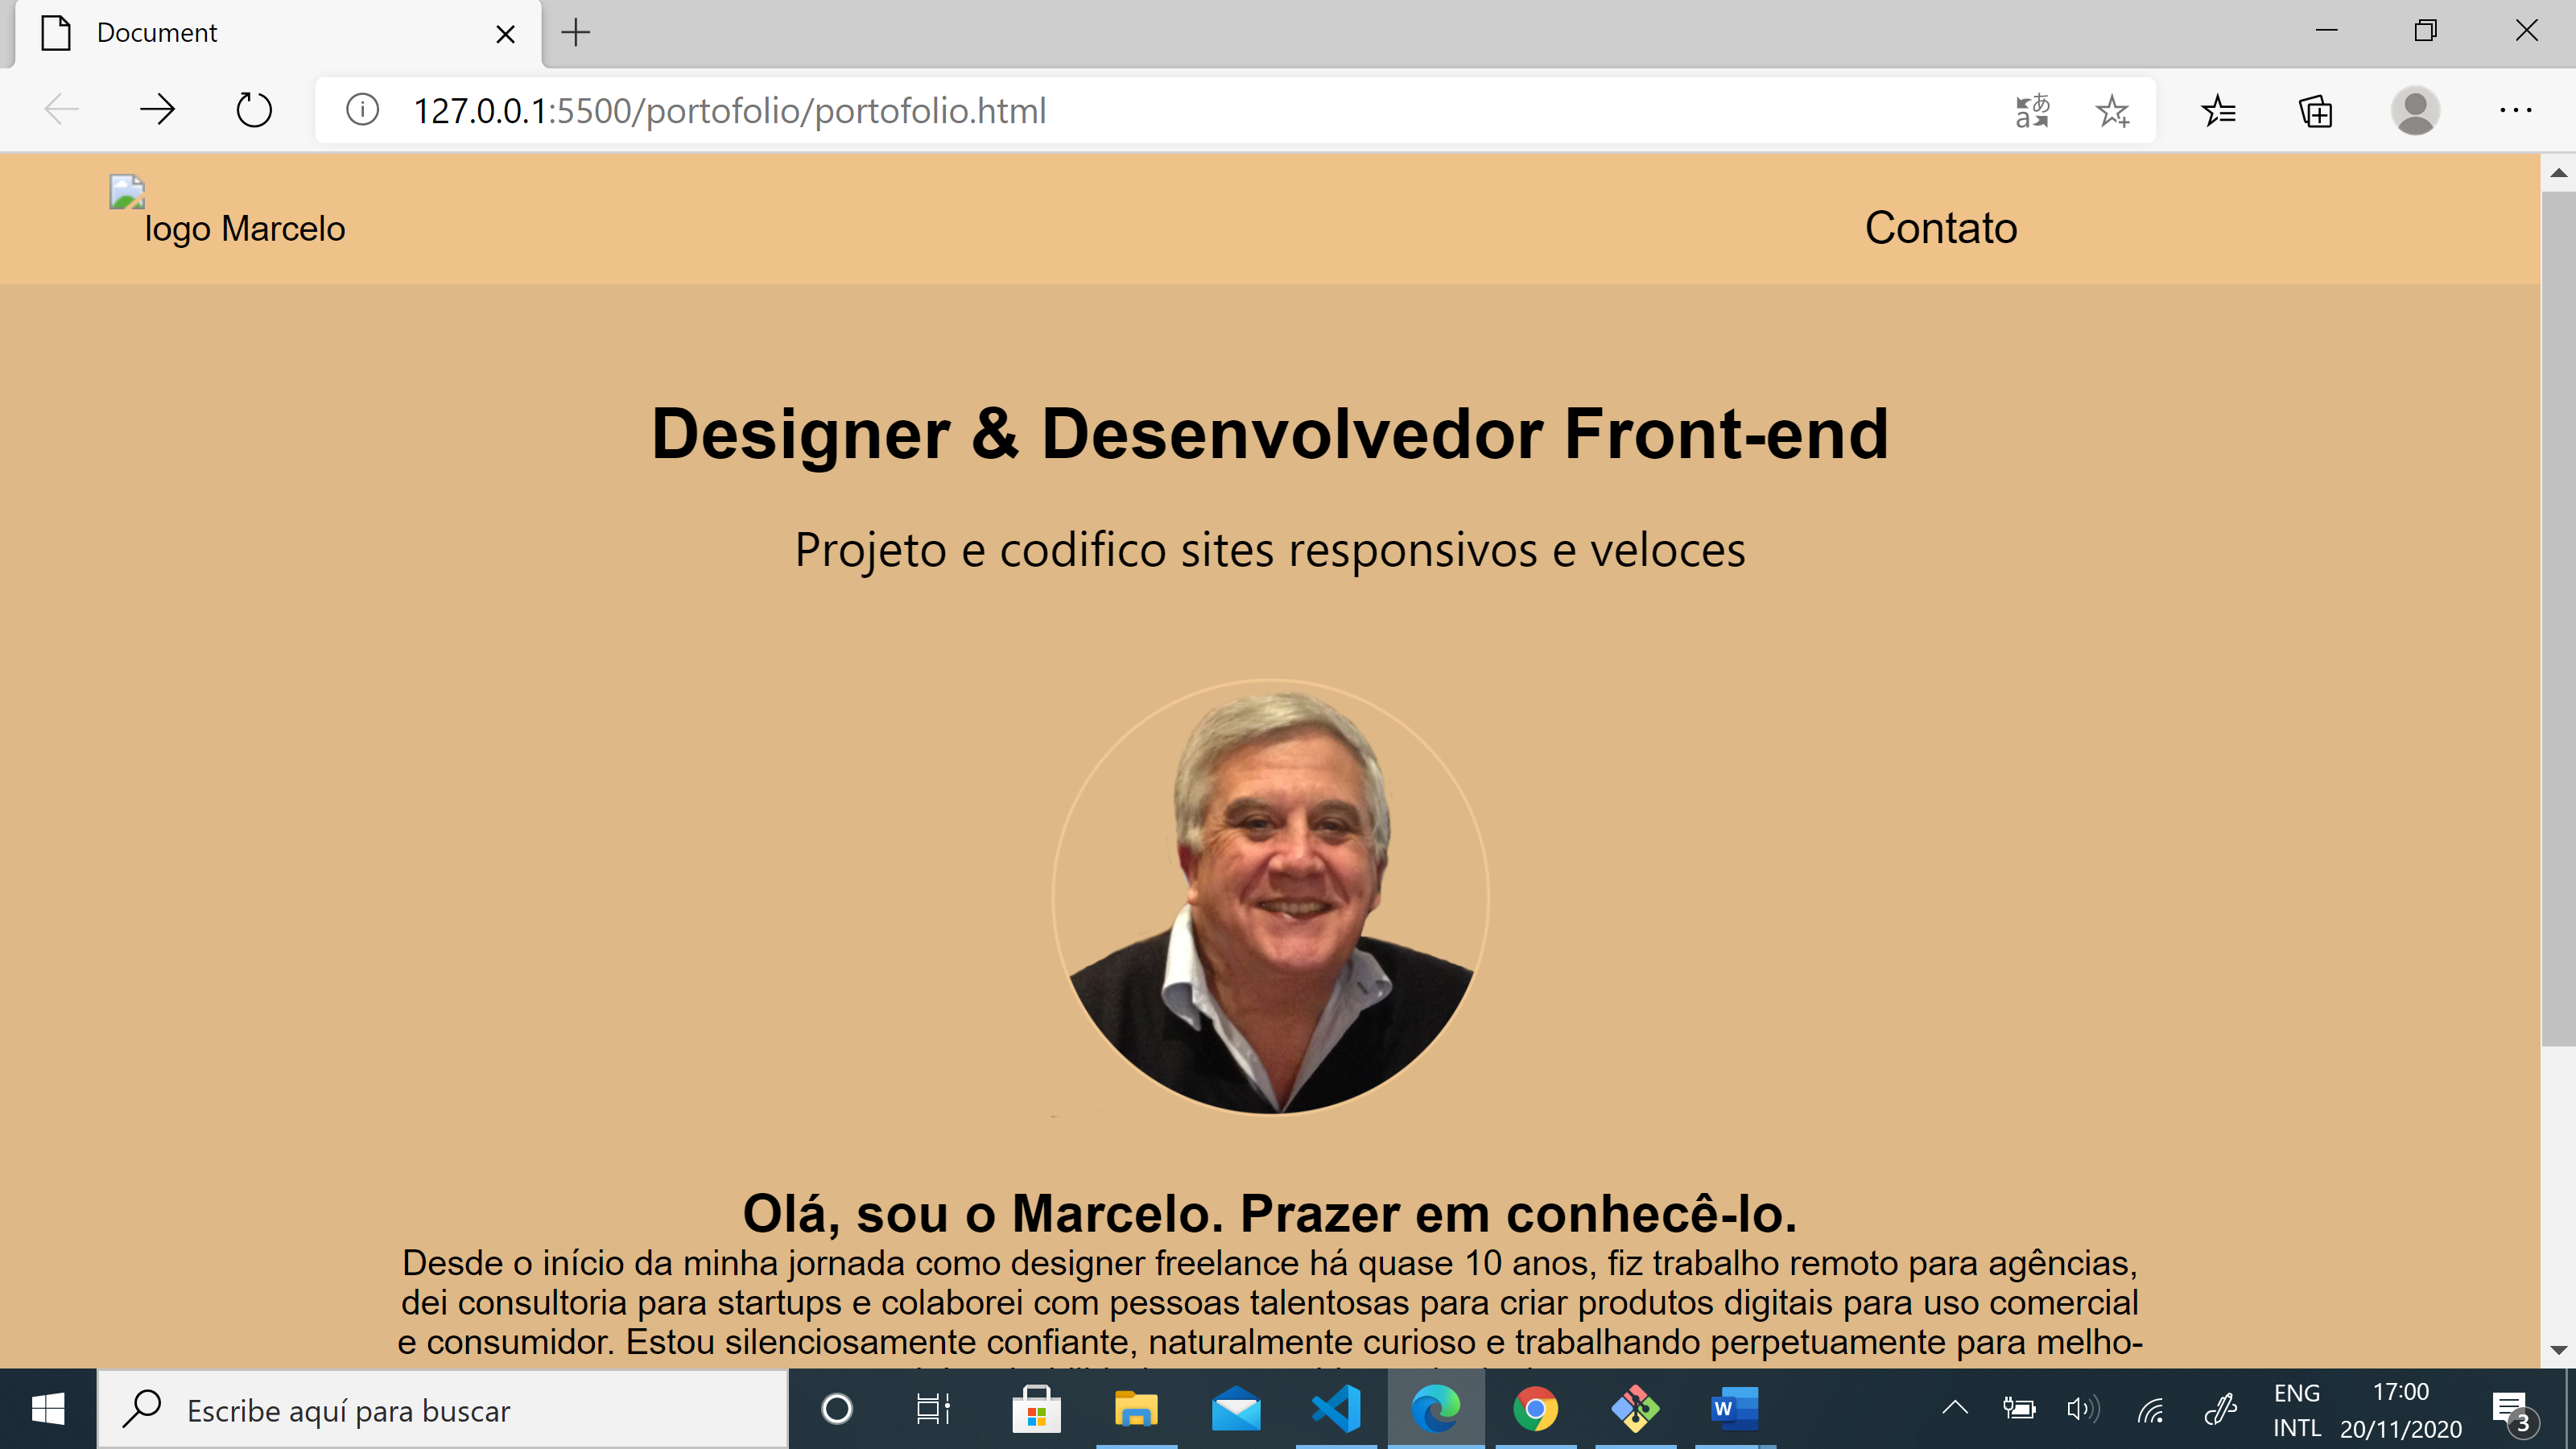 Document
127.0.0.1:5500/portofolio/portofolio.html
logo Marcelo
Contato
Designer & Desenvolvedor Front-end
Projeto e codifico sites responsivos e veloces
Olá, sou o Marcelo. Prazer em conhecê-lo.
Desde o início da minha jornada como designer freelance há quase 10 anos, fiz trabalho remoto para agências,
dei consultoria para startups e colaborei com pessoas talentosas para criar produtos digitais para uso comercial
e consumidor. Estou silenciosamente confiante, naturalmente curioso e trabalhando perpetuamente para melho-
Escribe aquí para buscar
ENG
INTL
17:00
20/11/2020
3